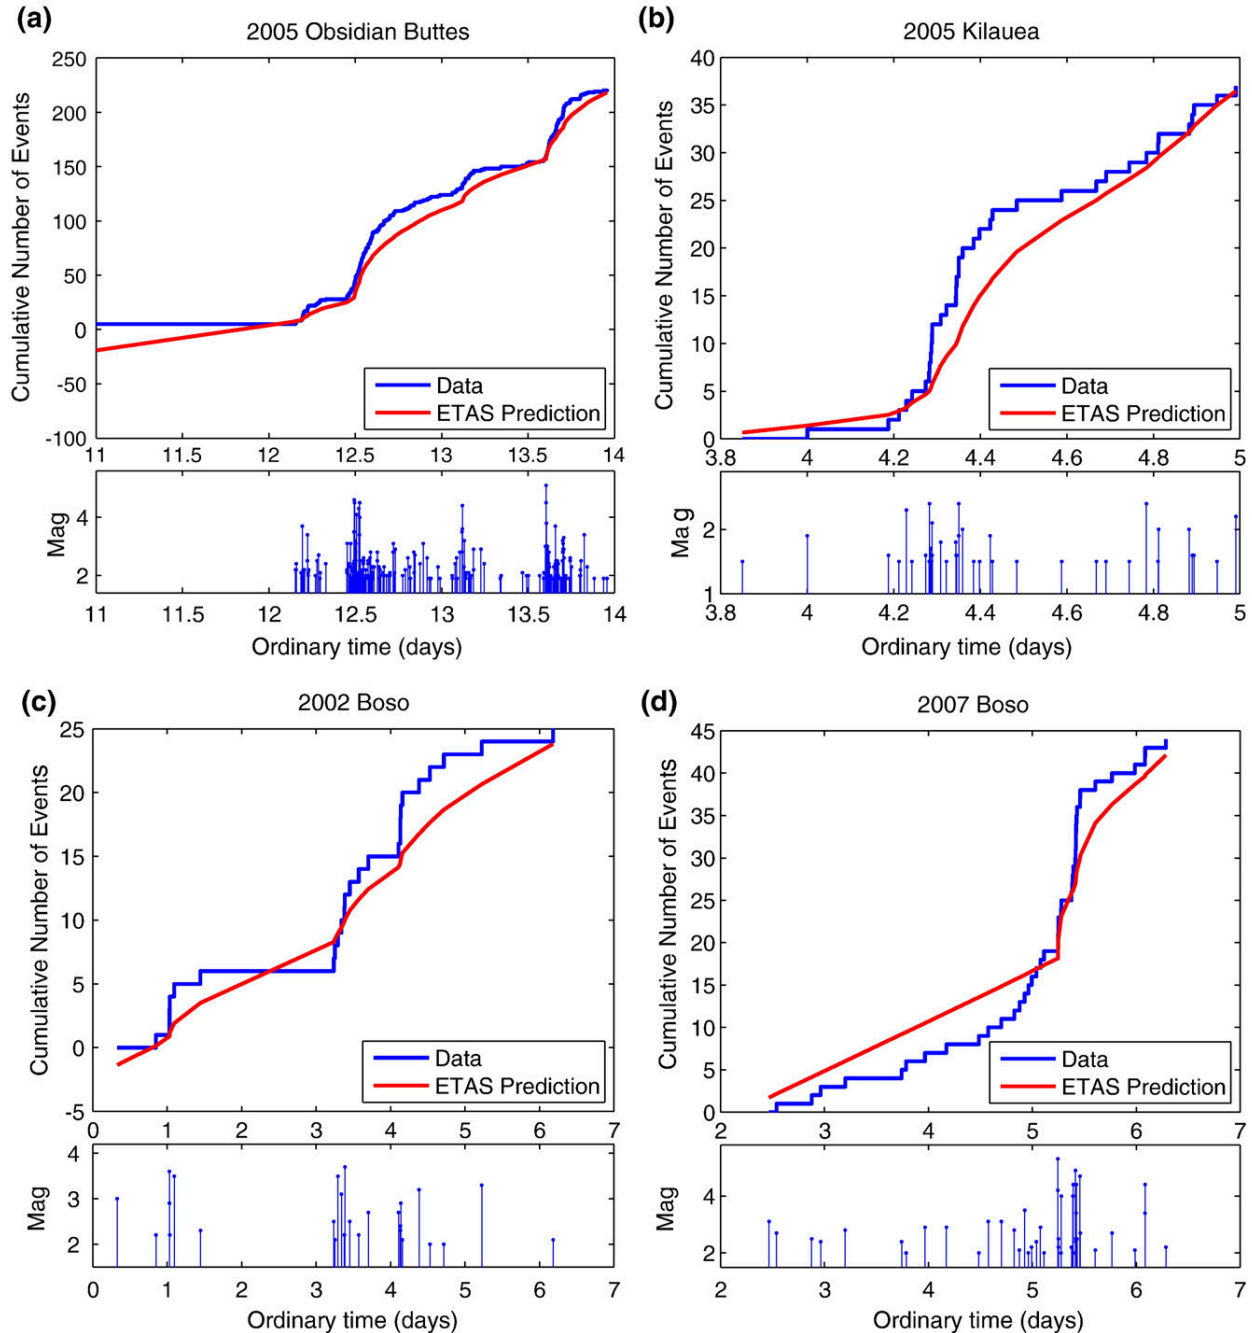 (a)
2005 Obsidian Buttes
250
200
150
100
50
0
-50
-100
Cumulative Number of Events
Data
ETAS Prediction
11 11.5 12 12.5 13 13.5 14
4
2
Mag
11 11.5 12 12.5 13 13.5 14
Ordinary time (days)
(b)
2005 Kilauea
40
35
30
25
20
15
10
5
0
Cumulative Number of Events
Data
ETAS Prediction
3.8 4 4.2 4.4 4.6 4.8 5
2
1
Mag
3.8 4 4.2 4.4 4.6 4.8 5
Ordinary time (days)
(c)
2002 Boso
25
20
15
10
5
0
-5
Cumulative Number of Events
Data
ETAS Prediction
0 1 2 3 4 5 6 7
4
3
2
Mag
0 1 2 3 4 5 6 7
Ordinary time (days)
(d)
2007 Boso
45
40
35
30
25
20
15
10
5
0
Cumulative Number of Events
Data
ETAS Prediction
2 3 4 5 6 7
4
2
Mag
2 3 4 5 6 7
Ordinary time (days)